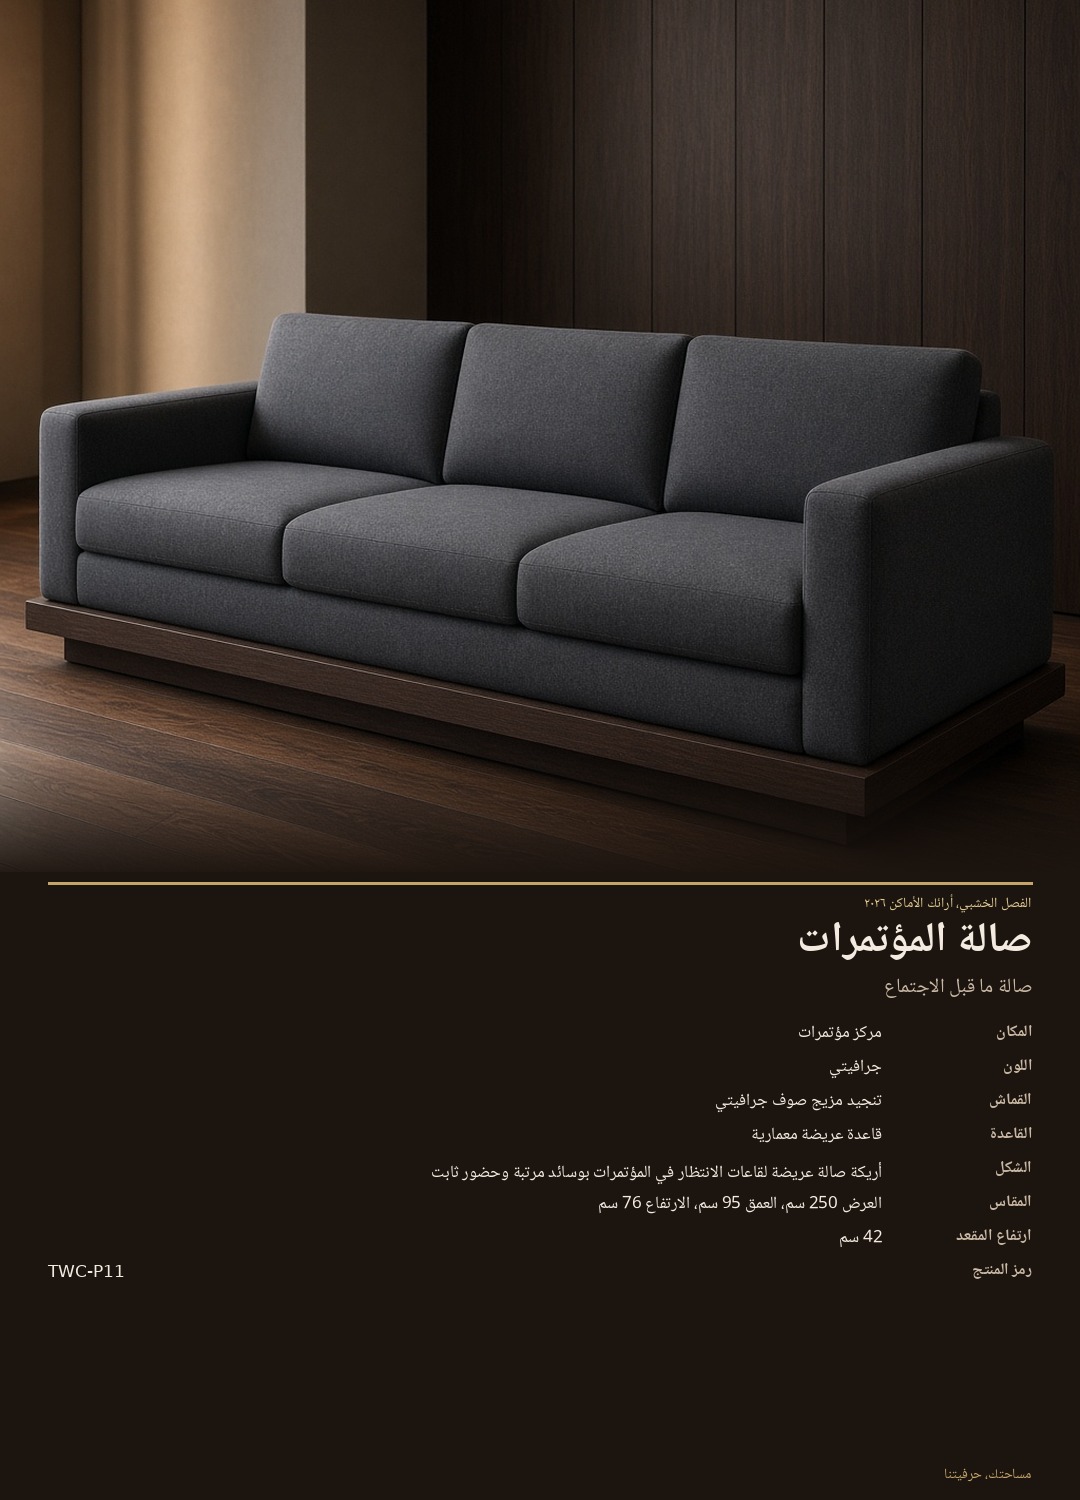 الفصل الخشبي، أرائك الأماكن ٢٠٢٦
صالة المؤتمرات
صالة ما قبل الاجتماع
المكان مركز مؤتمرات
اللون جرافيتي
القماش تنجيد مزيج صوف جرافيتي
القاعدة قاعدة عريضة معمارية
الشكل أريكة صالة عريضة لقاعات الانتظار في المؤتمرات بوسائد مرتبة وحضور ثابت
المقاس العرض 250 سم، العمق 95 سم، الارتفاع 76 سم
ارتفاع المقعد 42 سم
رمز المنتج TWC-P11
مساحتك، حرفيتنا